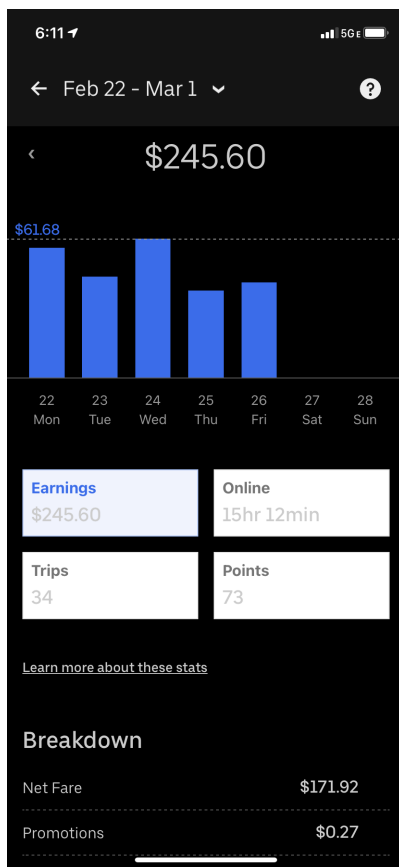 6:11 5GE
Feb 22 - Mar 1
$245.60
$61.68
22 23 24 25 26 27 28
Mon Tue Wed Thu Fri Sat Sun
Earnings Online
$245.60 15hr 12min
Trips Points
34 73
Learn more about these stats
Breakdown
Net Fare $171.92
Promotions $0.27